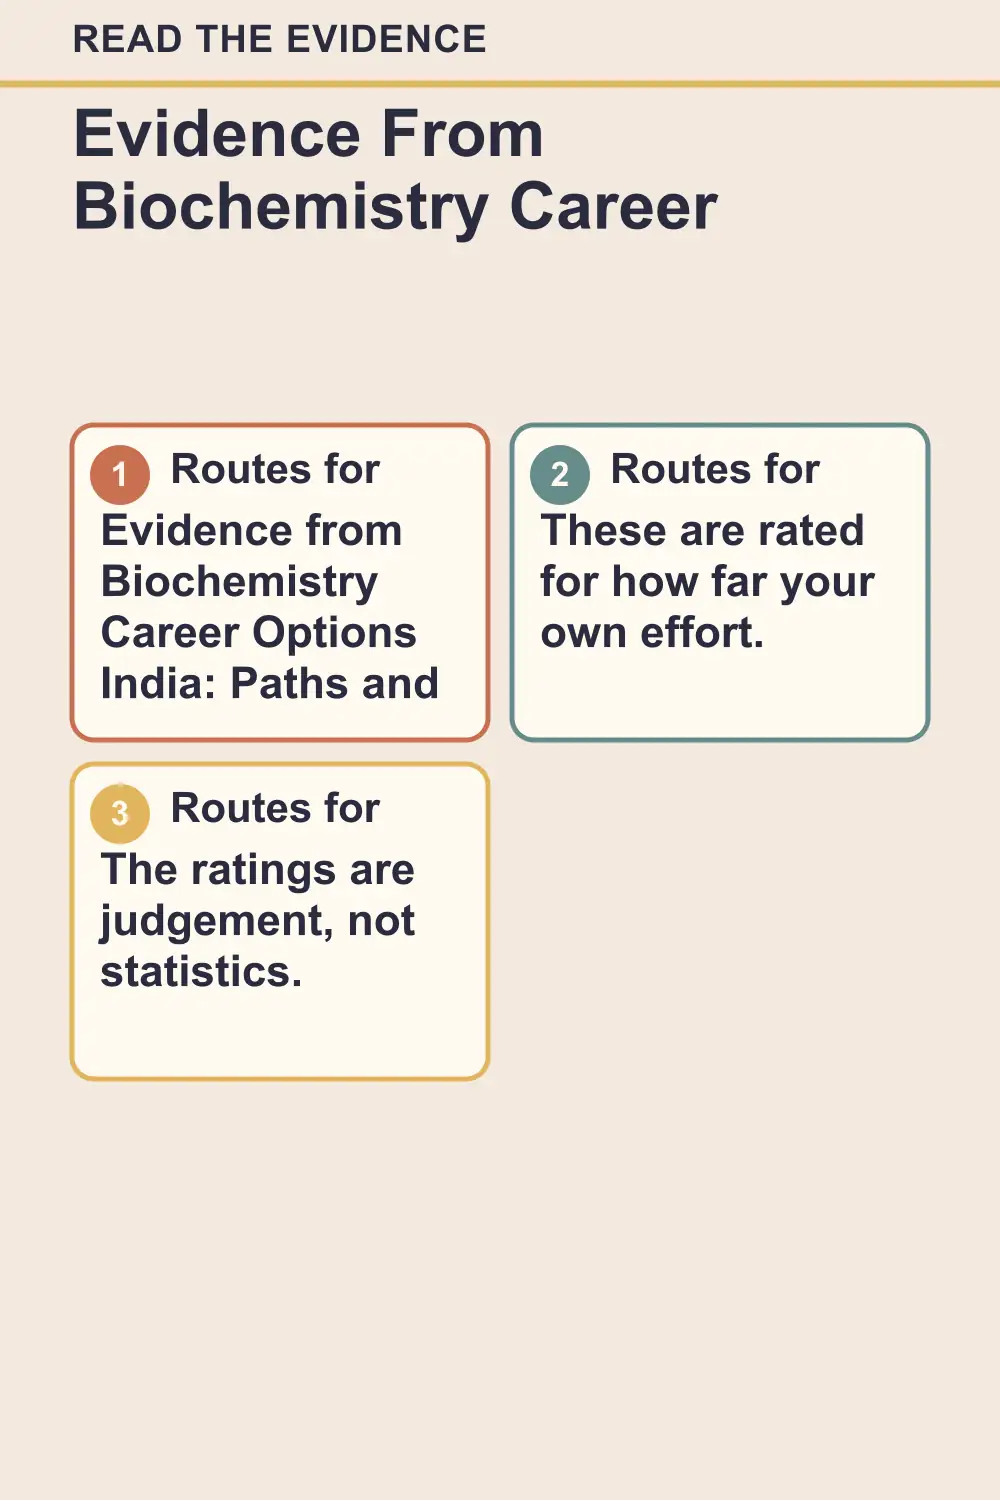 READ THE EVIDENCE
Evidence From
Biochemistry Career
1 Routes for
Evidence from
Biochemistry
Career Options
India: Paths and
2 Routes for
These are rated
for how far your
own effort.
3 Routes for
The ratings are
judgement, not
statistics.